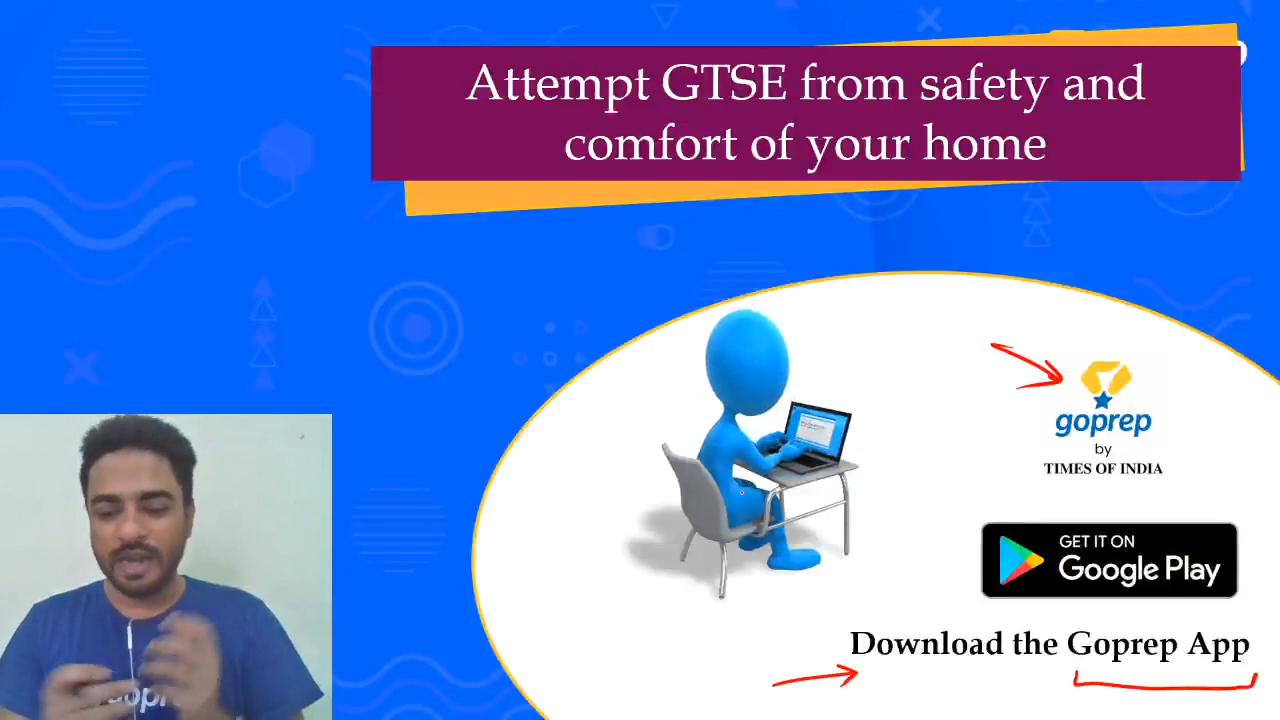 Attempt GTSE from safety and
comfort of your home
goprep
by
TIMES OF INDIA
GET IT ON
Google Play
Download the Goprep App